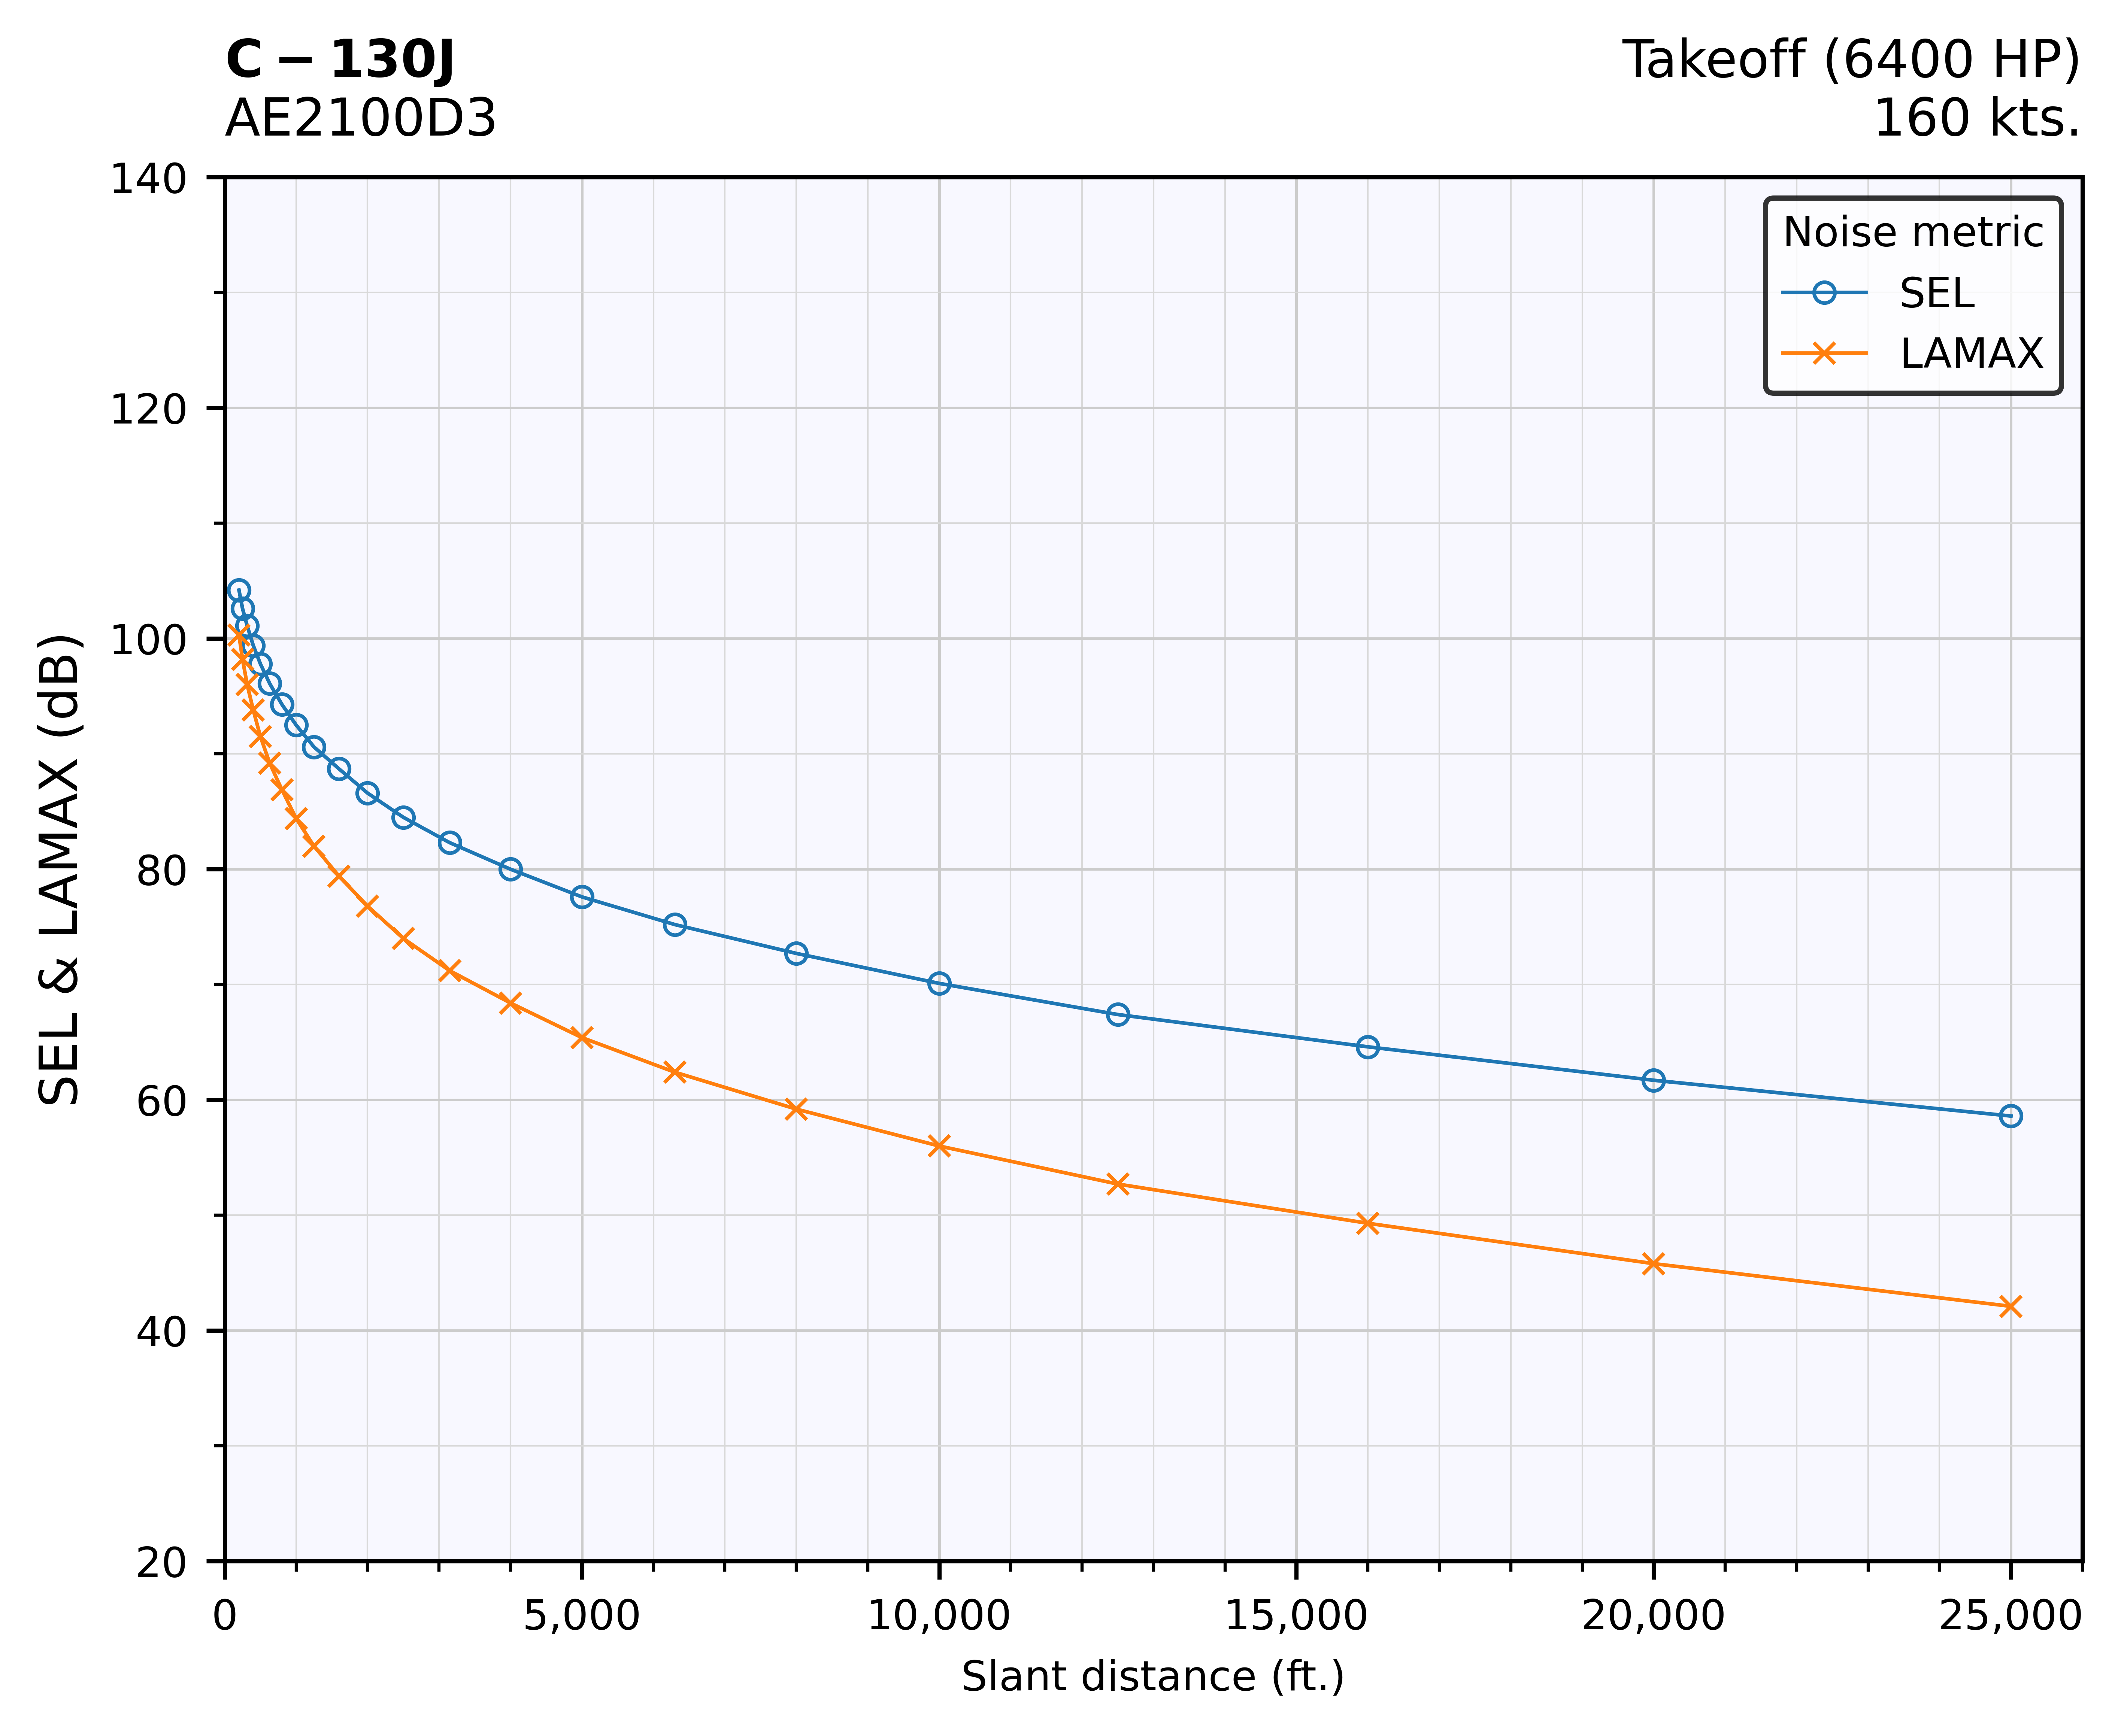 C – 130J
AE2100D3
Takeoff (6400 HP)
160 kts.
SEL & LAMAX (dB)
140
120
100
80
60
40
20
Noise metric
SEL
LAMAX
0
5,000
10,000
15,000
20,000
25,000
Slant distance (ft.)